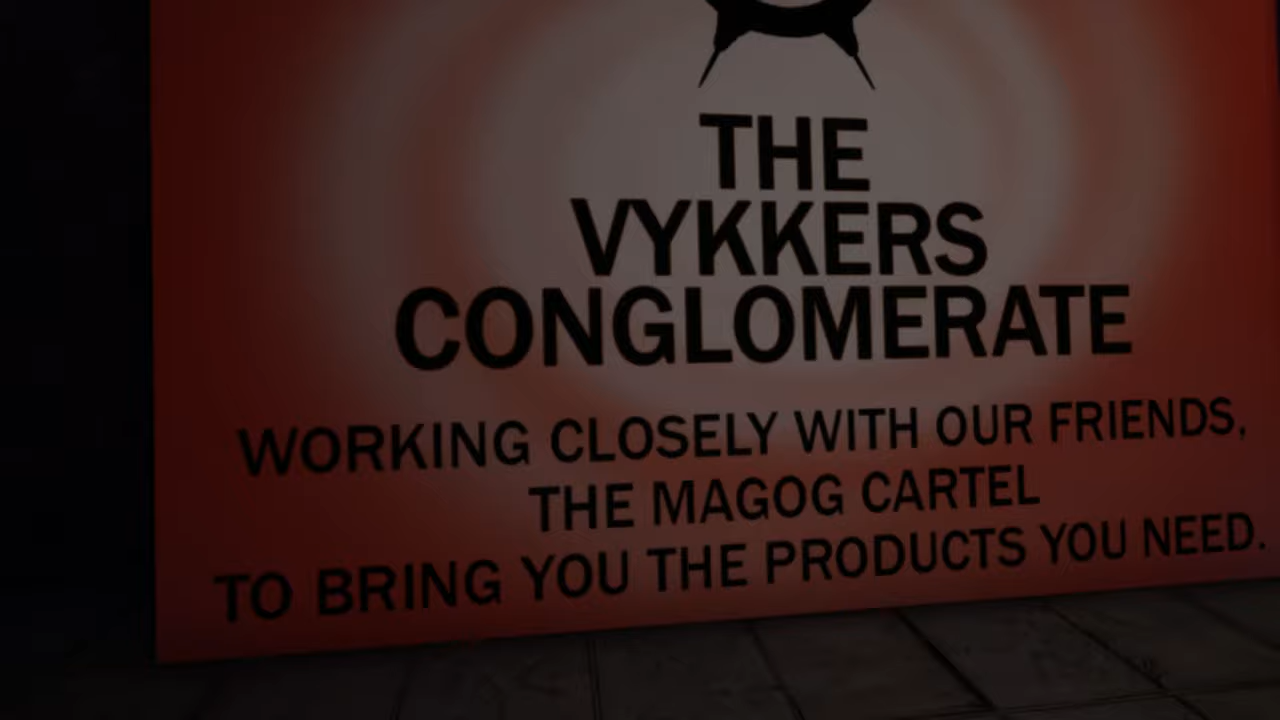 THE
VYKKERS
CONGLOMERATE
WORKING CLOSELY WITH OUR FRIENDS,
THE MAGOG CARTEL
TO BRING YOU THE PRODUCTS YOU NEED.